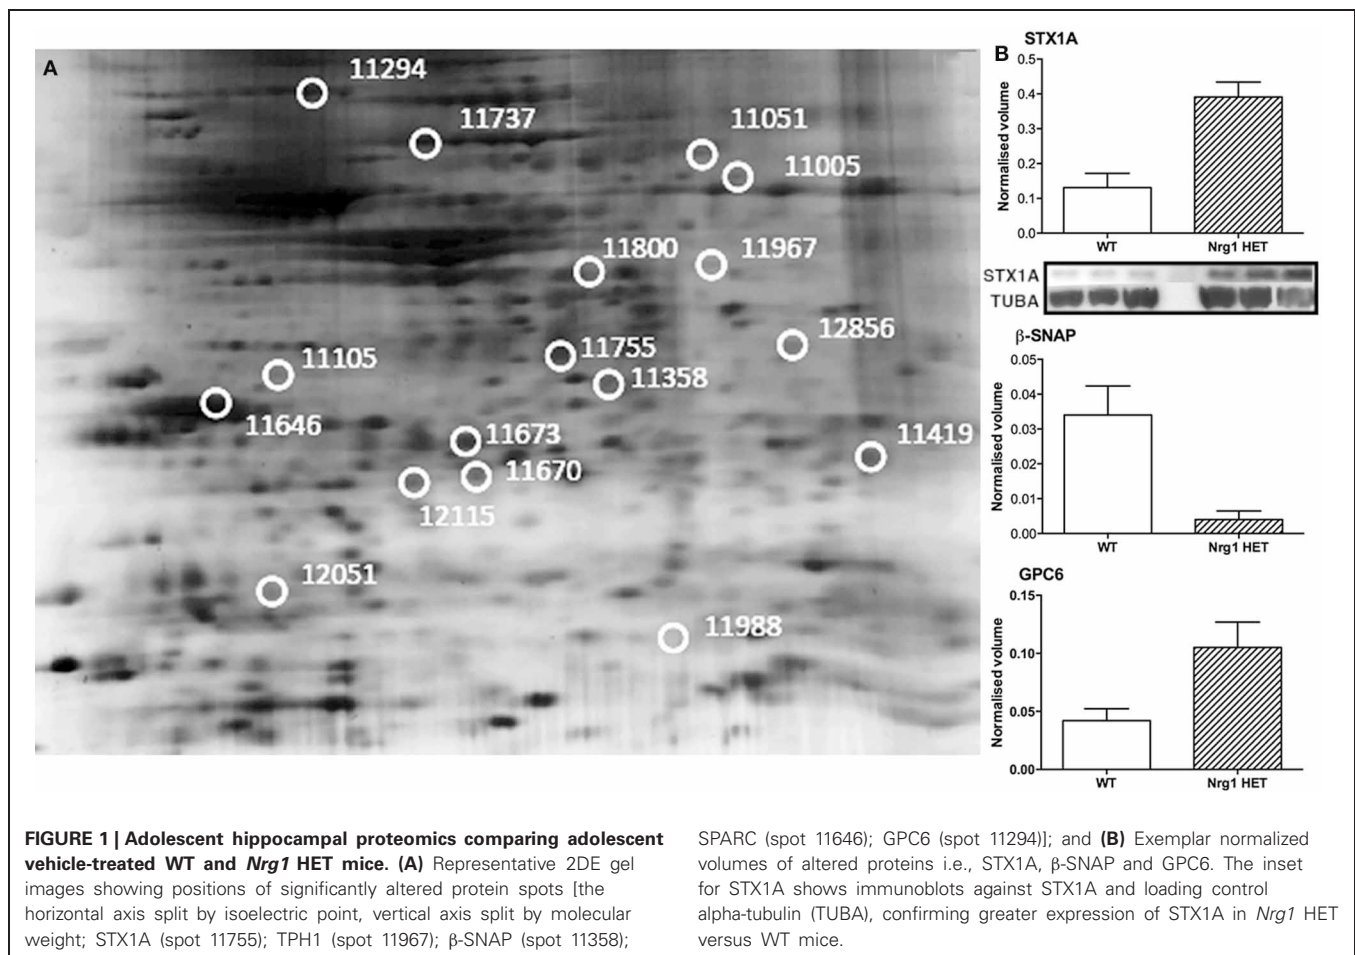 A
11294
11737
11051
11005
11800
11967
12856
11755
11358
11105
11646
11673
11670
11419
12115
12051
11988
B
STX1A
0.5
0.4
0.3
0.2
0.1
0.0
Normalised volume
WT
Nrg1 HET
STX1A
TUBA
β-SNAP
0.05
0.04
0.03
0.02
0.01
0.00
Normalised volume
WT
Nrg1 HET
GPC6
0.15
0.10
0.05
0.00
Normalised volume
WT
Nrg1 HET
FIGURE 1 | Adolescent hippocampal proteomics comparing adolescent
vehicle-treated WT and Nrg1 HET mice. (A) Representative 2DE gel
images showing positions of significantly altered protein spots [the
horizontal axis split by isoelectric point, vertical axis split by molecular
weight; STX1A (spot 11755); TPH1 (spot 11967); β-SNAP (spot 11358);
SPARC (spot 11646); GPC6 (spot 11294)]; and (B) Exemplar normalized
volumes of altered proteins i.e., STX1A, β-SNAP and GPC6. The inset
for STX1A shows immunoblots against STX1A and loading control
alpha-tubulin (TUBA), confirming greater expression of STX1A in Nrg1 HET
versus WT mice.